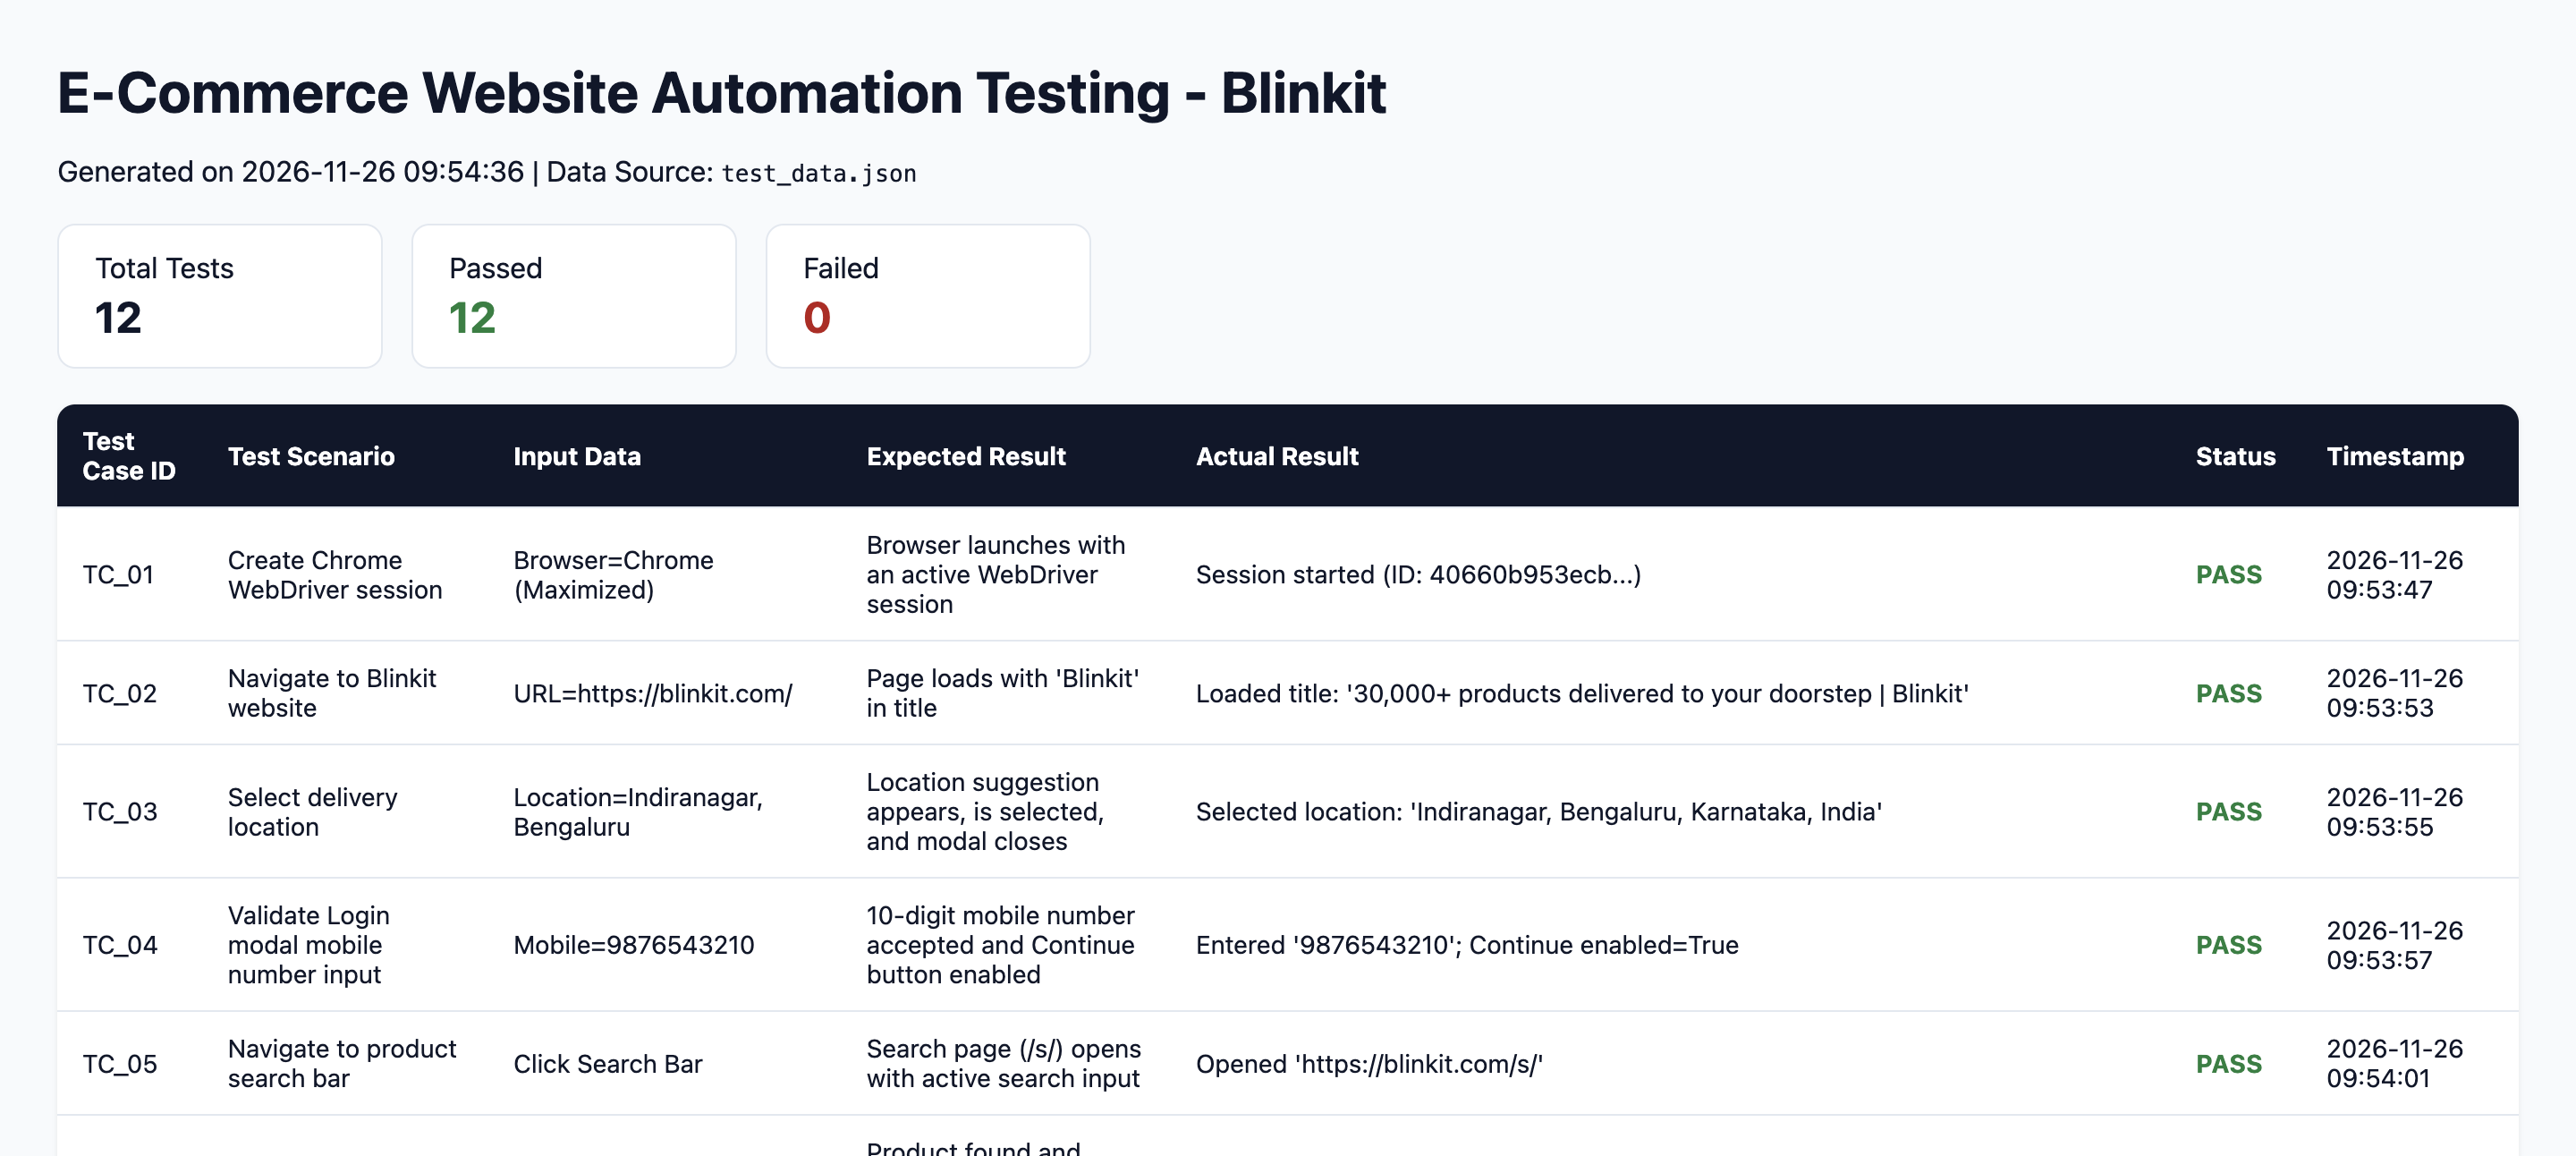 E-Commerce Website Automation Testing - Blinkit
Generated on 2026-11-26 09:54:36 | Data Source: test_data.json
Total Tests
12
Passed
12
Failed
0
Test
Case ID
Test Scenario
Input Data
Expected Result
Actual Result
Status
Timestamp
TC_01
Create Chrome
WebDriver session
Browser=Chrome
(Maximized)
Browser launches with
an active WebDriver
session
Session started (ID: 40660b953ecb...)
PASS
2026-11-26
09:53:47
TC_02
Navigate to Blinkit
website
URL=https://blinkit.com/
Page loads with 'Blinkit'
in title
Loaded title: '30,000+ products delivered to your doorstep | Blinkit'
PASS
2026-11-26
09:53:53
TC_03
Select delivery
location
Location=Indiranagar,
Bengaluru
Location suggestion
appears, is selected,
and modal closes
Selected location: 'Indiranagar, Bengaluru, Karnataka, India'
PASS
2026-11-26
09:53:55
TC_04
Validate Login
modal mobile
number input
Mobile=9876543210
10-digit mobile number
accepted and Continue
button enabled
Entered '9876543210'; Continue enabled=True
PASS
2026-11-26
09:53:57
TC_05
Navigate to product
search bar
Click Search Bar
Search page (/s/) opens
with active search input
Opened 'https://blinkit.com/s/'
PASS
2026-11-26
09:54:01
Product found and